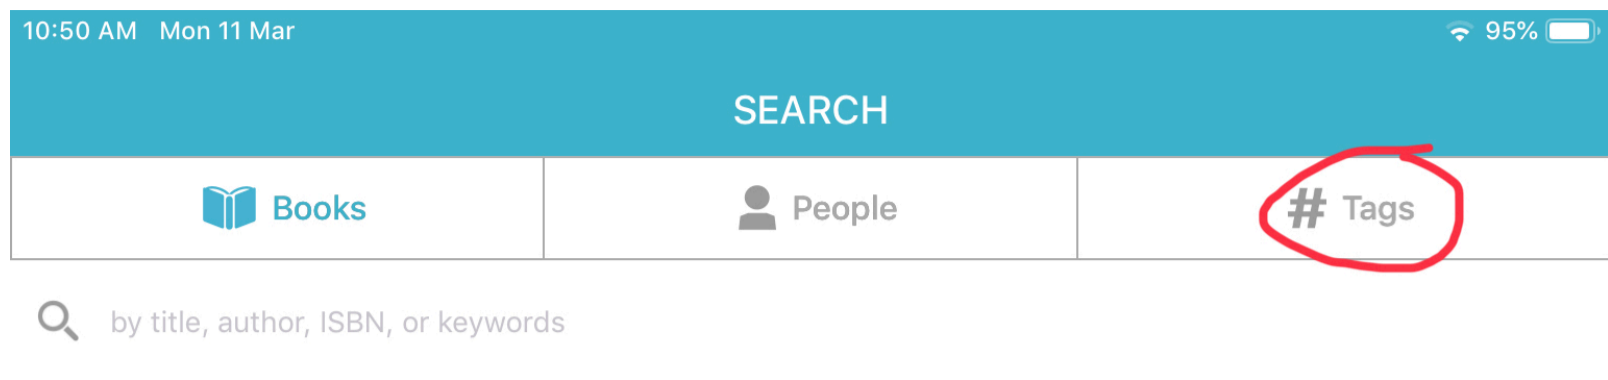 10:50 AM Mon 11 Mar 95%
SEARCH
Books People # Tags
by title, author, ISBN, or keywords